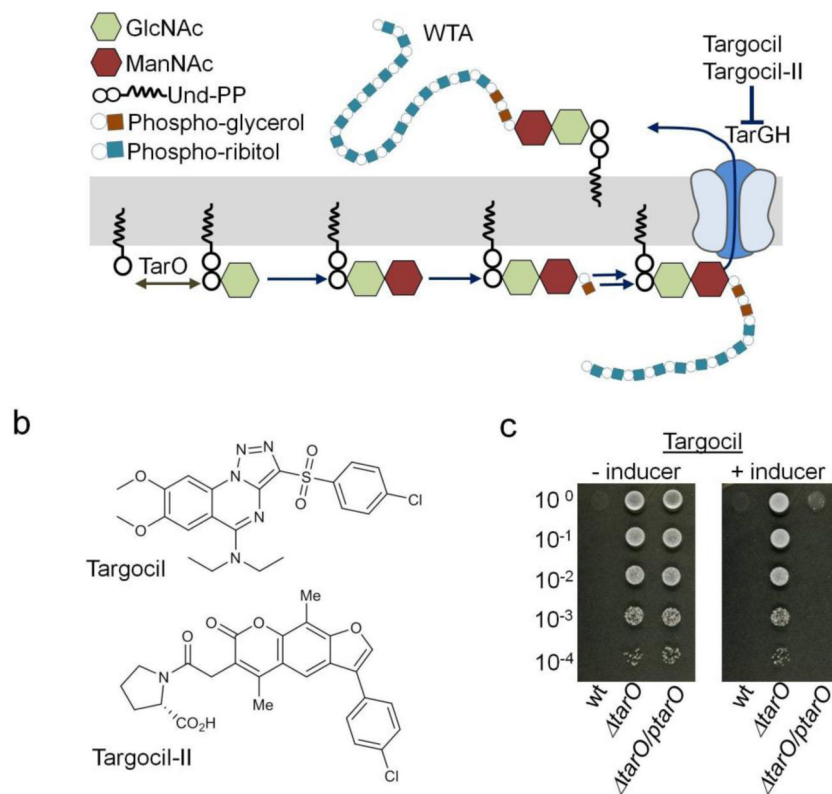 GlcNAc
ManNAc
Und-PP
Phospho-glycerol
Phospho-ribitol
WTA
Targocil
Targocil-II
TarGH
TarO
b
N N
N
N
N
O
O
O
S
O
Cl
Targocil
Me
O
O
O
O
N
CO₂H
Me
Cl
Targocil-II
c
Targocil
- inducer
+ inducer
10⁰
10⁻¹
10⁻²
10⁻³
10⁻⁴
wt
ΔtarO
ΔtarO/ptarO
wt
ΔtarO
ΔtarO/ptarO